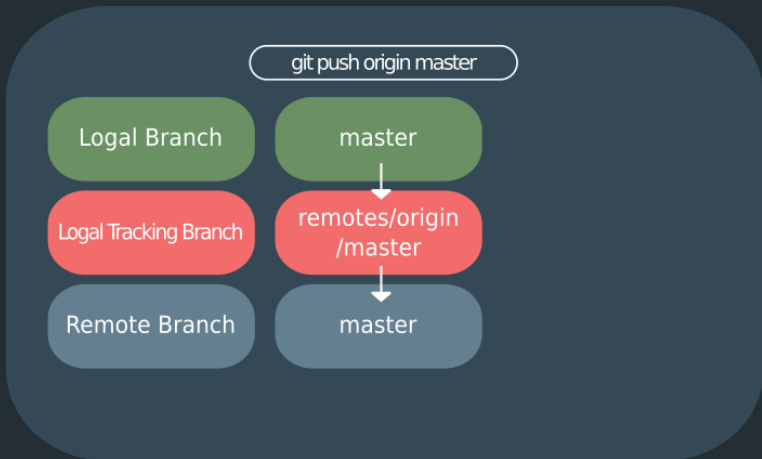 git push origin master
Logal Branch
master
Logal Tracking Branch
remotes/origin
/master
Remote Branch
master